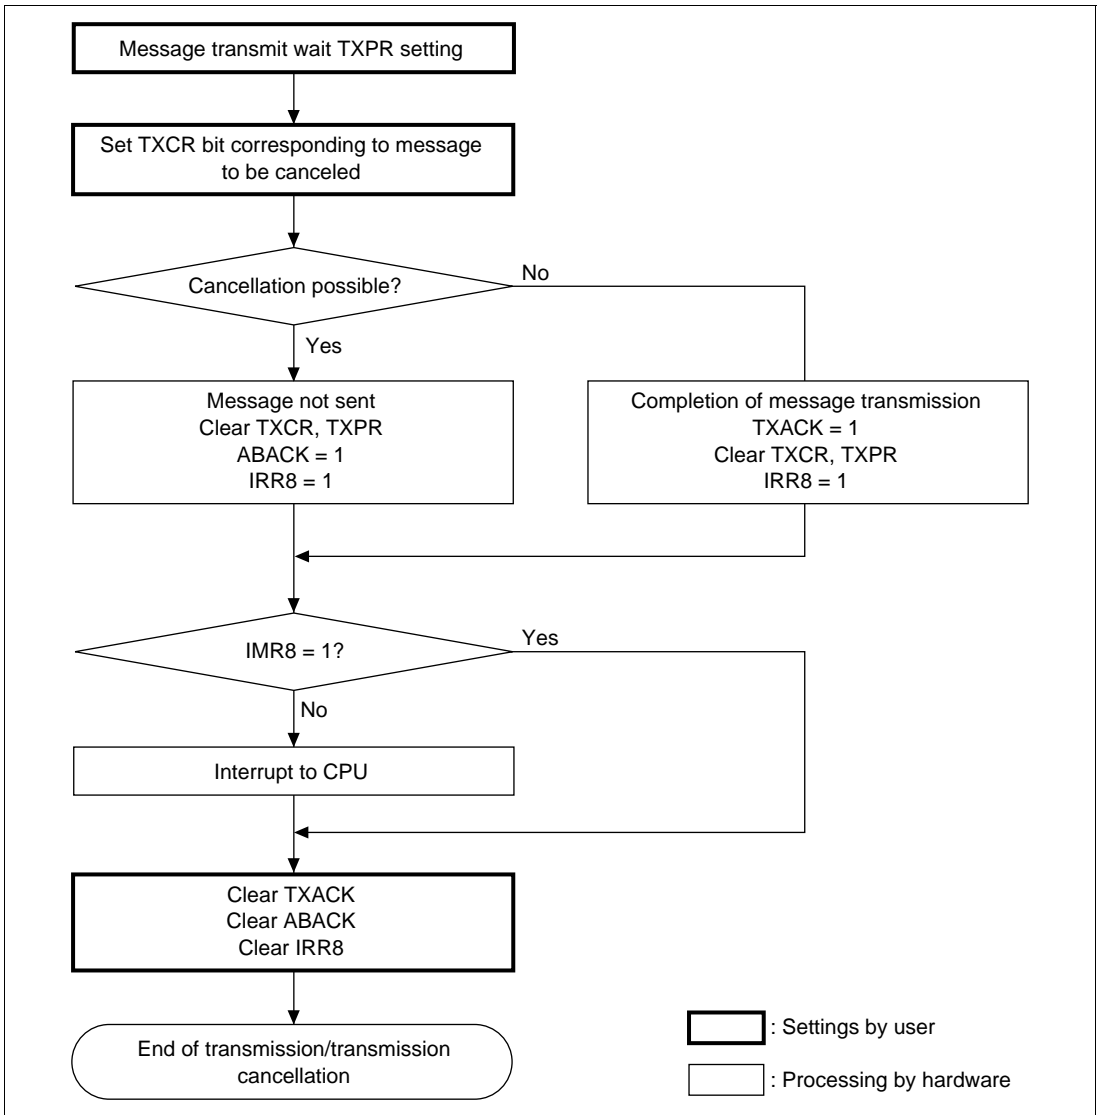 Message transmit wait TXPR setting
Set TXCR bit corresponding to message
to be canceled
Cancellation possible?
No
Yes
Message not sent
Clear TXCR, TXPR
ABACK = 1
IRR8 = 1
Completion of message transmission
TXACK = 1
Clear TXCR, TXPR
IRR8 = 1
IMR8 = 1?
Yes
No
Interrupt to CPU
Clear TXACK
Clear ABACK
Clear IRR8
End of transmission/transmission
cancellation
: Settings by user
: Processing by hardware